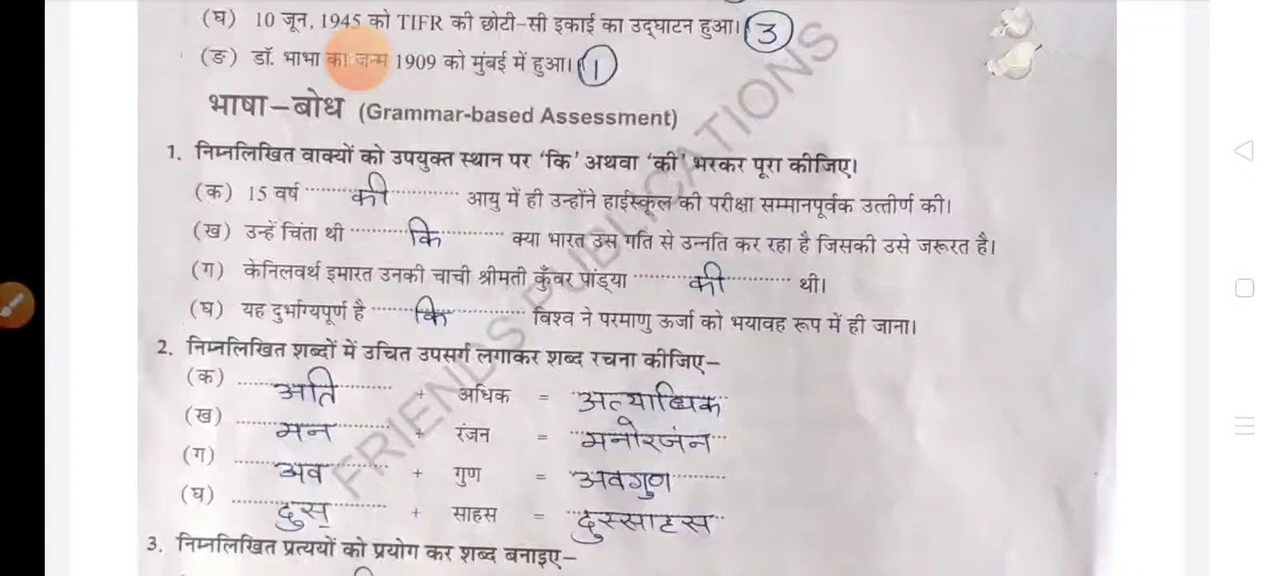 (घ) 10 जून, 1945 को TIFR की छोटी-सी इकाई का उद्घाटन हुआ। 3
(ङ) डॉ. भाभा का जन्म 1909 को मुंबई में हुआ। 1
भाषा-बोध (Grammar-based Assessment)
1. निम्नलिखित वाक्यों को उपयुक्त स्थान पर 'कि' अथवा 'की' भरकर पूरा कीजिए।
(क) 15 वर्ष की आयु में ही उन्होंने हाईस्कूल की परीक्षा सम्मानपूर्वक उत्तीर्ण की।
(ख) उन्हें चिंता थी कि क्या भारत उस गति से उन्नति कर रहा है जिसकी उसे जरूरत है।
(ग) केनिलवर्थ इमारत उनकी चाची श्रीमती कुँवर पांड्या की थी।
(घ) यह दुर्भाग्यपूर्ण है कि विश्व ने परमाणु ऊर्जा को भयावह रूप में ही जाना।
2. निम्नलिखित शब्दों में उचित उपसर्ग लगाकर शब्द रचना कीजिए-
(क) अति + अधिक = अत्याधिक
(ख) मन + रंजन = मनोरजंन
(ग) अव + गुण = अवगुण
(घ) दुस् + साहस = दुस्साहस
3. निम्नलिखित प्रत्ययों को प्रयोग कर शब्द बनाइए-
FRIENDS PUBLICATIONS